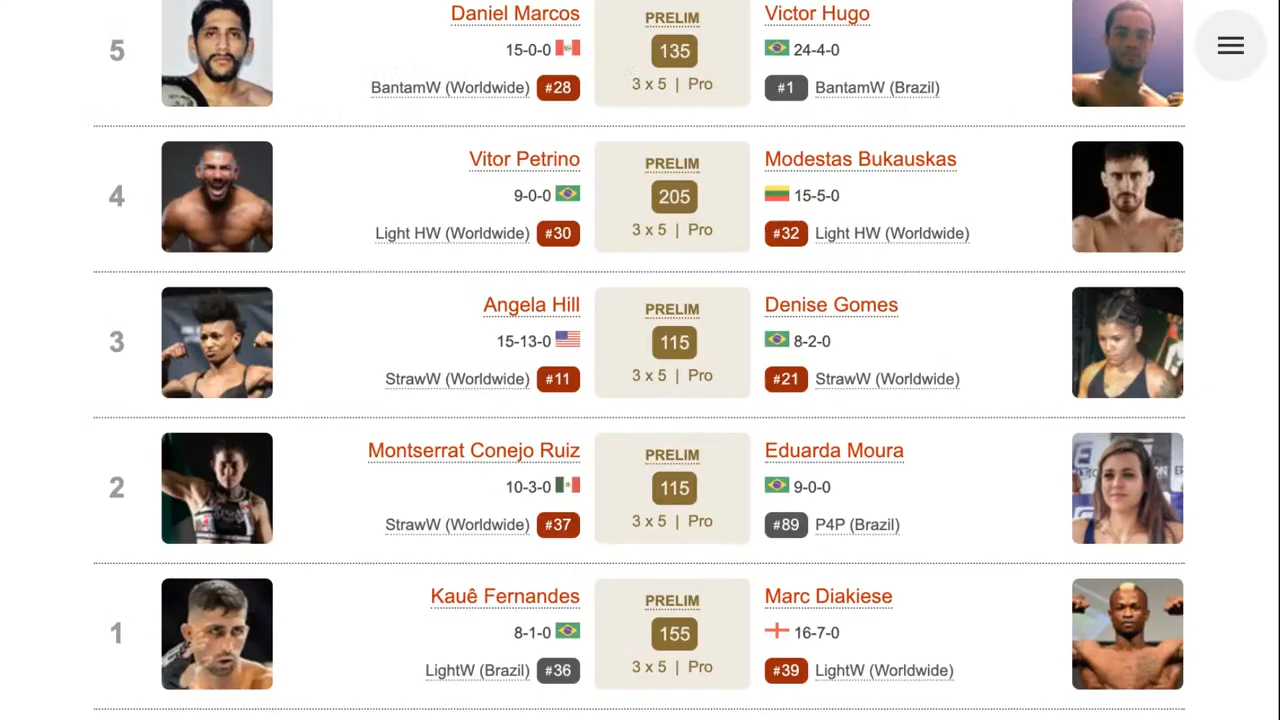 5
Daniel Marcos
15-0-0
BantamW (Worldwide) #28
PRELIM
135
3 x 5 | Pro
Victor Hugo
24-4-0
#1 BantamW (Brazil)
4
Vitor Petrino
9-0-0
Light HW (Worldwide) #30
PRELIM
205
3 x 5 | Pro
Modestas Bukauskas
15-5-0
#32 Light HW (Worldwide)
3
Angela Hill
15-13-0
StrawW (Worldwide) #11
PRELIM
115
3 x 5 | Pro
Denise Gomes
8-2-0
#21 StrawW (Worldwide)
2
Montserrat Conejo Ruiz
10-3-0
StrawW (Worldwide) #37
PRELIM
115
3 x 5 | Pro
Eduarda Moura
9-0-0
#89 P4P (Brazil)
1
Kauê Fernandes
8-1-0
LightW (Brazil) #36
PRELIM
155
3 x 5 | Pro
Marc Diakiese
16-7-0
#39 LightW (Worldwide)